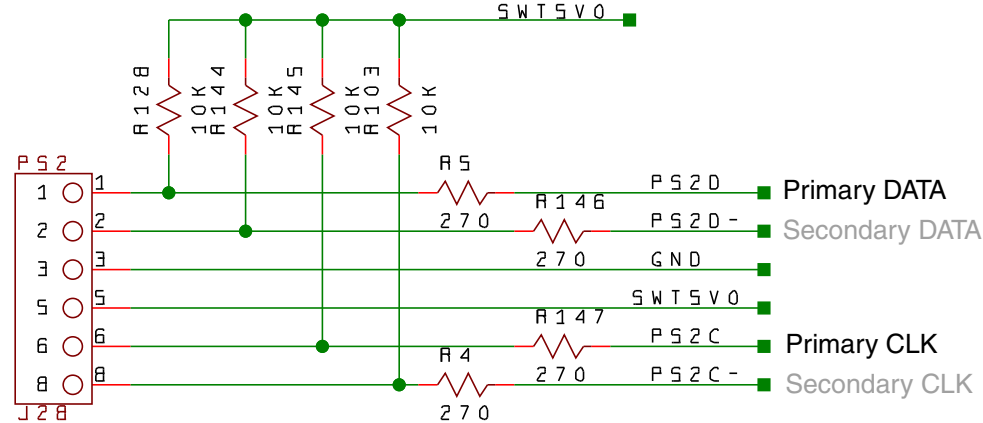 SWT5V0
R128
10K
R144
10K
R145
10K
R103
10K
PS2
1 1 R5 270 PS2D Primary DATA
2 2 R146 270 PS2D- Secondary DATA
3 3 GND
5 5 SWT5V0
6 6 R147 270 PS2C Primary CLK
8 8 R4 270 PS2C- Secondary CLK
J28